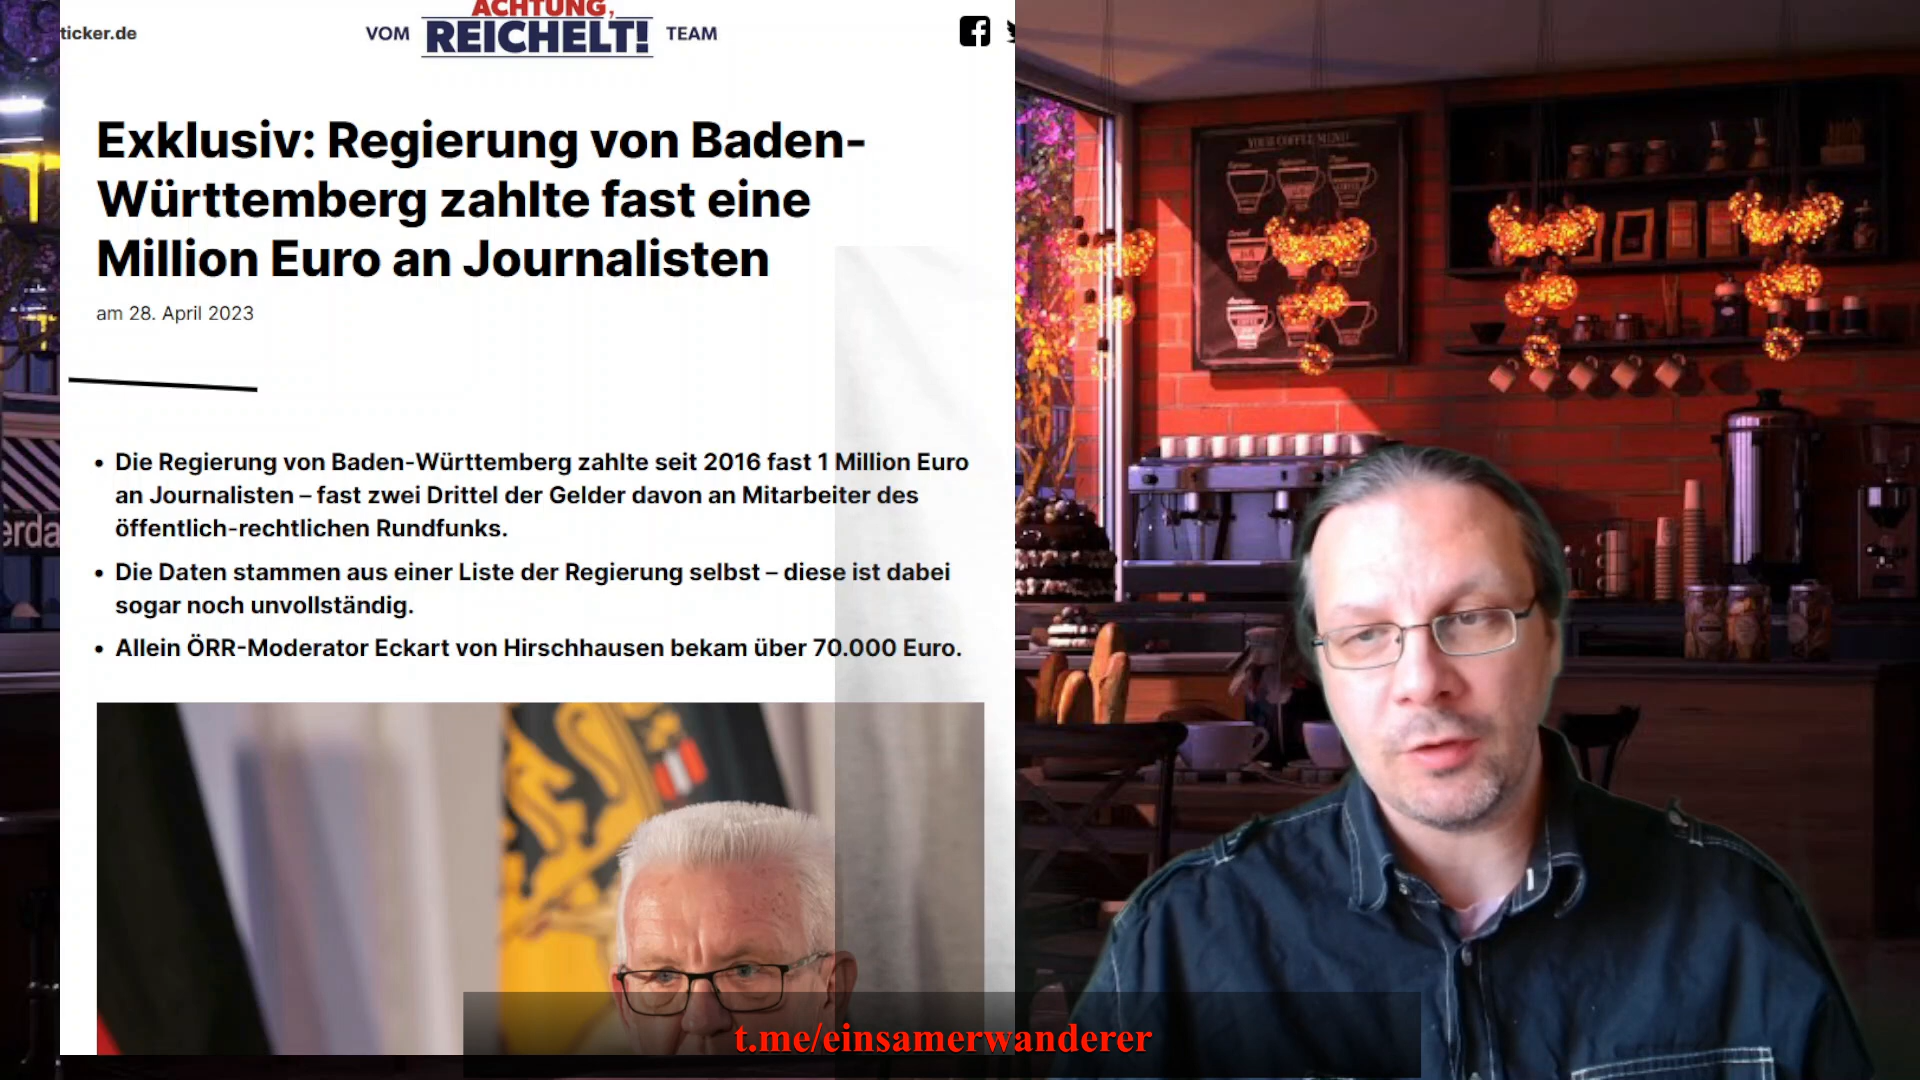 ticker.de
ACHTUNG,
VOM REICHELT! TEAM
Exklusiv: Regierung von Baden-
Württemberg zahlte fast eine
Million Euro an Journalisten
am 28. April 2023
• Die Regierung von Baden-Württemberg zahlte seit 2016 fast 1 Million Euro
an Journalisten – fast zwei Drittel der Gelder davon an Mitarbeiter des
öffentlich-rechtlichen Rundfunks.
• Die Daten stammen aus einer Liste der Regierung selbst – diese ist dabei
sogar noch unvollständig.
• Allein ÖRR-Moderator Eckart von Hirschhausen bekam über 70.000 Euro.
erda
YOUR COFFEE MENU
t.me/einsamerwanderer